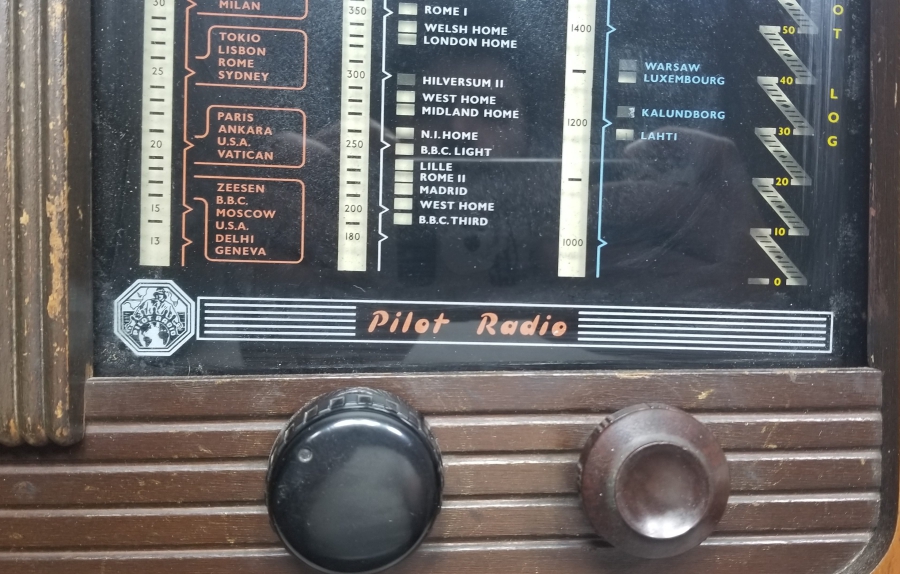 30
MILAN
TOKIO
LISBON
ROME
SYDNEY
25
PARIS
ANKARA
U.S.A.
VATICAN
20
ZEESEN
B.B.C.
MOSCOW
U.S.A.
DELHI
GENEVA
15
13
350
ROME I
WELSH HOME
LONDON HOME
300
HILVERSUM II
WEST HOME
MIDLAND HOME
N.I.HOME
250
B.B.C. LIGHT
LILLE
ROME II
MADRID
200
WEST HOME
B.B.C.THIRD
180
1400
WARSAW
LUXEMBOURG
1200
KALUNDBORG
LAHTI
1000
50
40
30
20
10
0
OT
LOG
PILOT RADIO
Pilot Radio